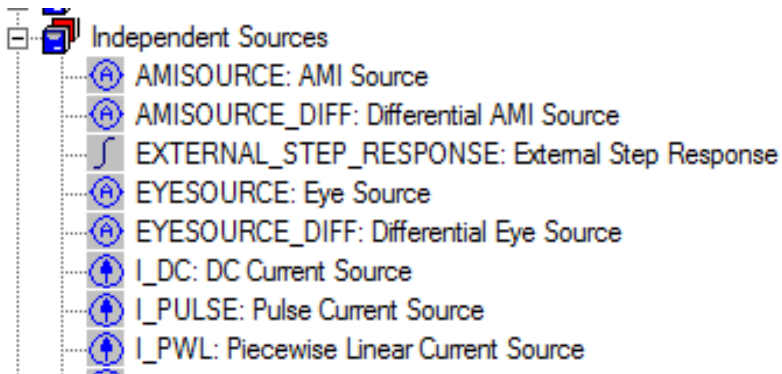 Independent Sources
AMISOURCE: AMI Source
AMISOURCE_DIFF: Differential AMI Source
EXTERNAL_STEP_RESPONSE: External Step Response
EYESOURCE: Eye Source
EYESOURCE_DIFF: Differential Eye Source
I_DC: DC Current Source
I_PULSE: Pulse Current Source
I_PWL: Piecewise Linear Current Source